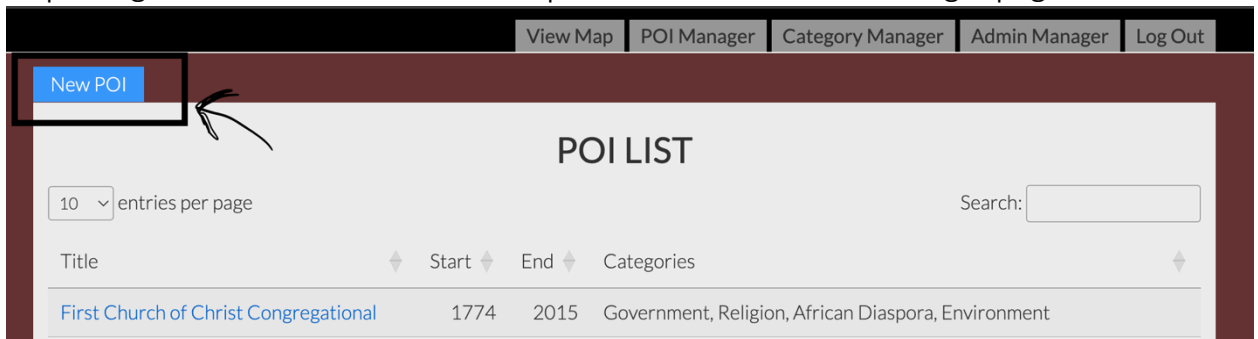 View Map POI Manager Category Manager Admin Manager Log Out
New POI
POI LIST
10 entries per page Search:
Title Start End Categories
First Church of Christ Congregational 1774 2015 Government, Religion, African Diaspora, Environment